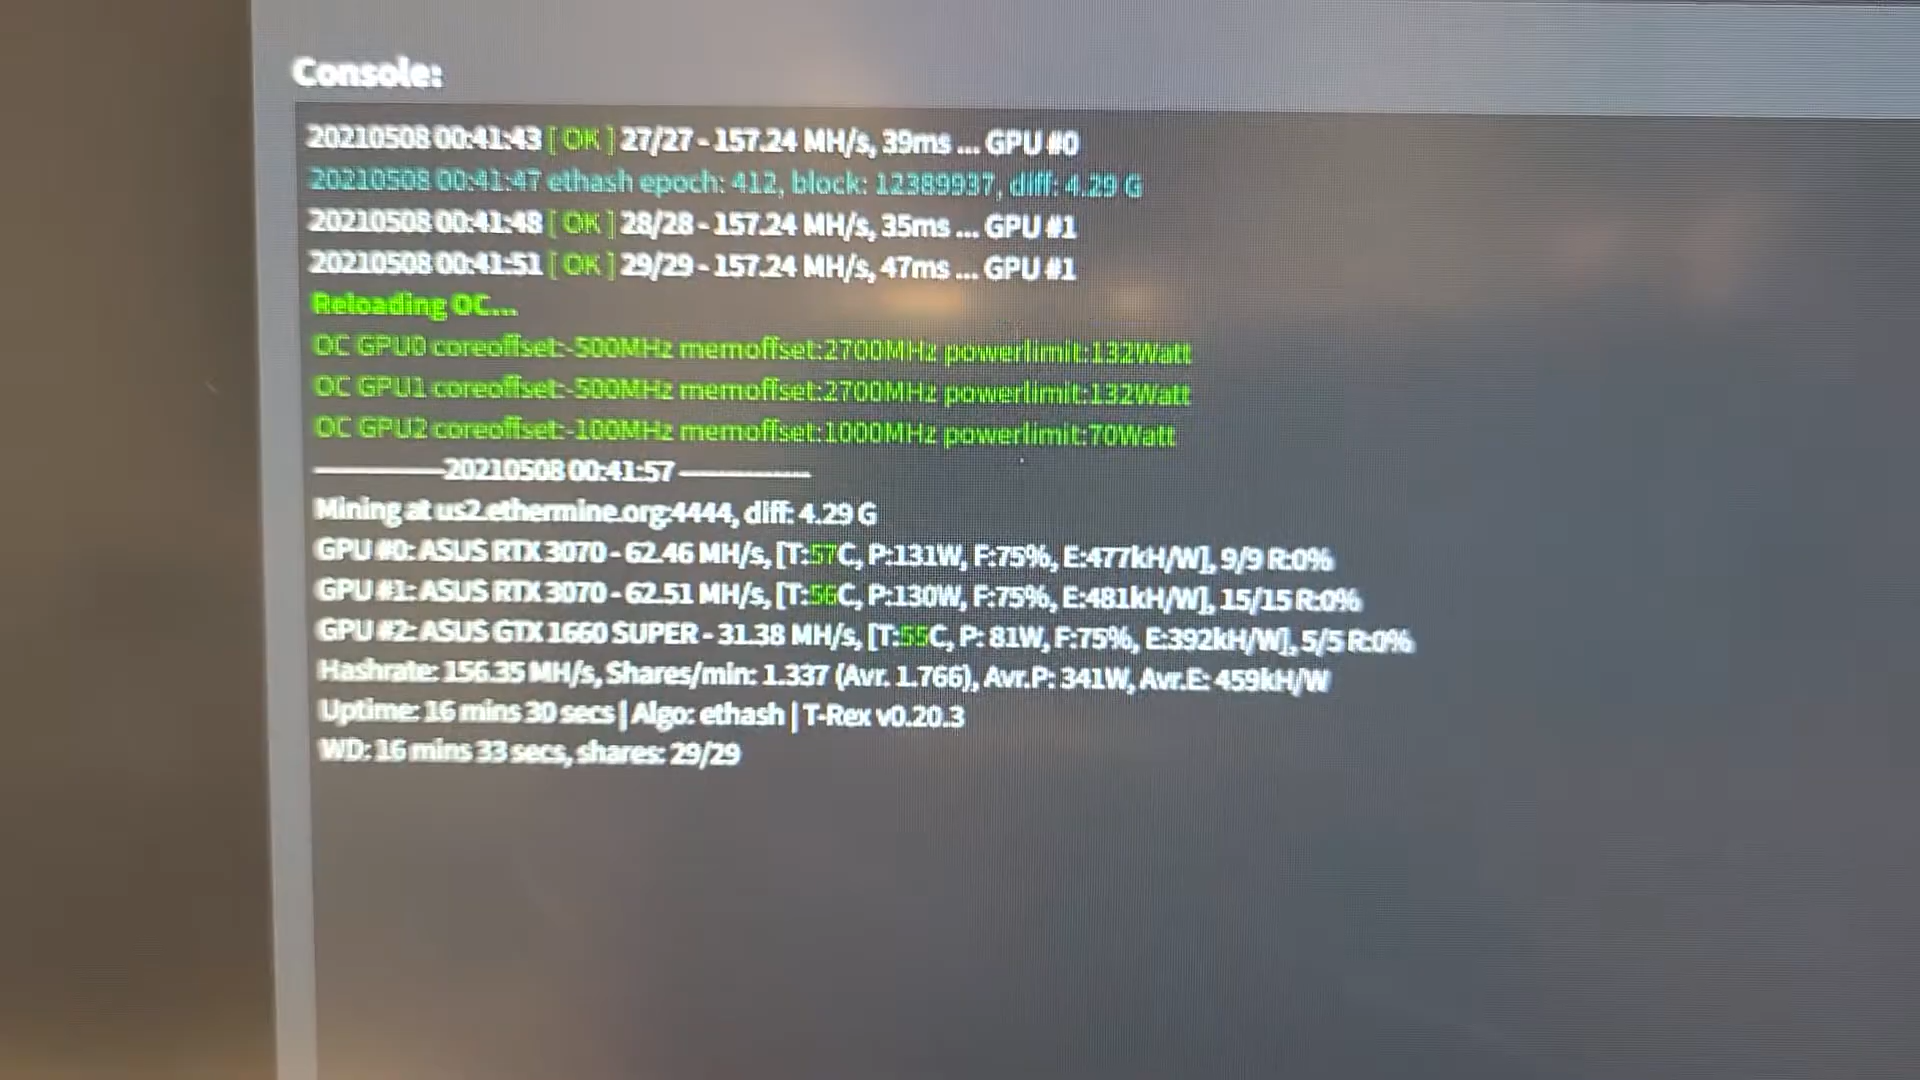 Console:
20210508 00:41:43 [ OK ] 27/27 - 157.24 MH/s, 39ms ... GPU #0
20210508 00:41:47 ethash epoch: 412, block: 12389937, diff: 4.29 G
20210508 00:41:48 [ OK ] 28/28 - 157.24 MH/s, 35ms ... GPU #1
20210508 00:41:51 [ OK ] 29/29 - 157.24 MH/s, 47ms ... GPU #1
Reloading OC...
OC GPU0 coreoffset:-500MHz memoffset:2700MHz powerlimit:132Watt
OC GPU1 coreoffset:-500MHz memoffset:2700MHz powerlimit:132Watt
OC GPU2 coreoffset:-100MHz memoffset:1000MHz powerlimit:70Watt
---------------20210508 00:41:57 ---------------
Mining at us2.ethermine.org:4444, diff: 4.29 G
GPU #0: ASUS RTX 3070 - 62.46 MH/s, [T:57C, P:131W, F:75%, E:477kH/W], 9/9 R:0%
GPU #1: ASUS RTX 3070 - 62.51 MH/s, [T:56C, P:130W, F:75%, E:481kH/W], 15/15 R:0%
GPU #2: ASUS GTX 1660 SUPER - 31.38 MH/s, [T:55C, P: 81W, F:75%, E:392kH/W], 5/5 R:0%
Hashrate: 156.35 MH/s, Shares/min: 1.337 (Avr. 1.766), Avr.P: 341W, Avr.E: 459kH/W
Uptime: 16 mins 30 secs | Algo: ethash | T-Rex v0.20.3
WD: 16 mins 33 secs, shares: 29/29